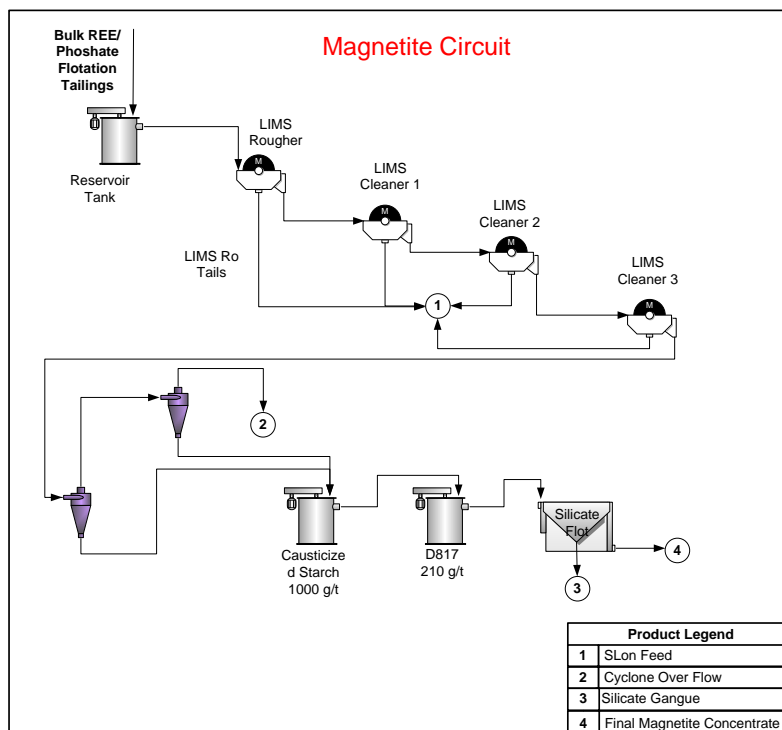 Magnetite Circuit
Bulk REE/
Phoshate
Flotation
Tailings
Reservoir
Tank
LIMS
Rougher
M
LIMS
Cleaner 1
M
LIMS
Cleaner 2
M
LIMS
Cleaner 3
M
LIMS Ro
Tails
1
2
Causticize
d Starch
1000 g/t
D817
210 g/t
Silicate
Flot
3
4
Product Legend
1 SLon Feed
2 Cyclone Over Flow
3 Silicate Gangue
4 Final Magnetite Concentrate